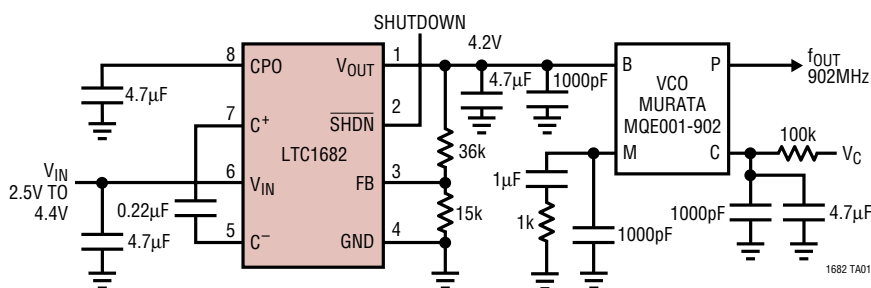 SHUTDOWN
8
CPO
VOUT
1
4.2V
4.7µF
7
C+
SHDN
2
LTC1682
VIN
2.5V TO
4.4V
6
VIN
FB
3
0.22µF
4.7µF
5
C–
GND
4
36k
15k
4.7µF
1000pF
B
P
VCO
MURATA
MQE001-902
M
C
fOUT
902MHz
100k
VC
1µF
1k
1000pF
1000pF
4.7µF
1682 TA01